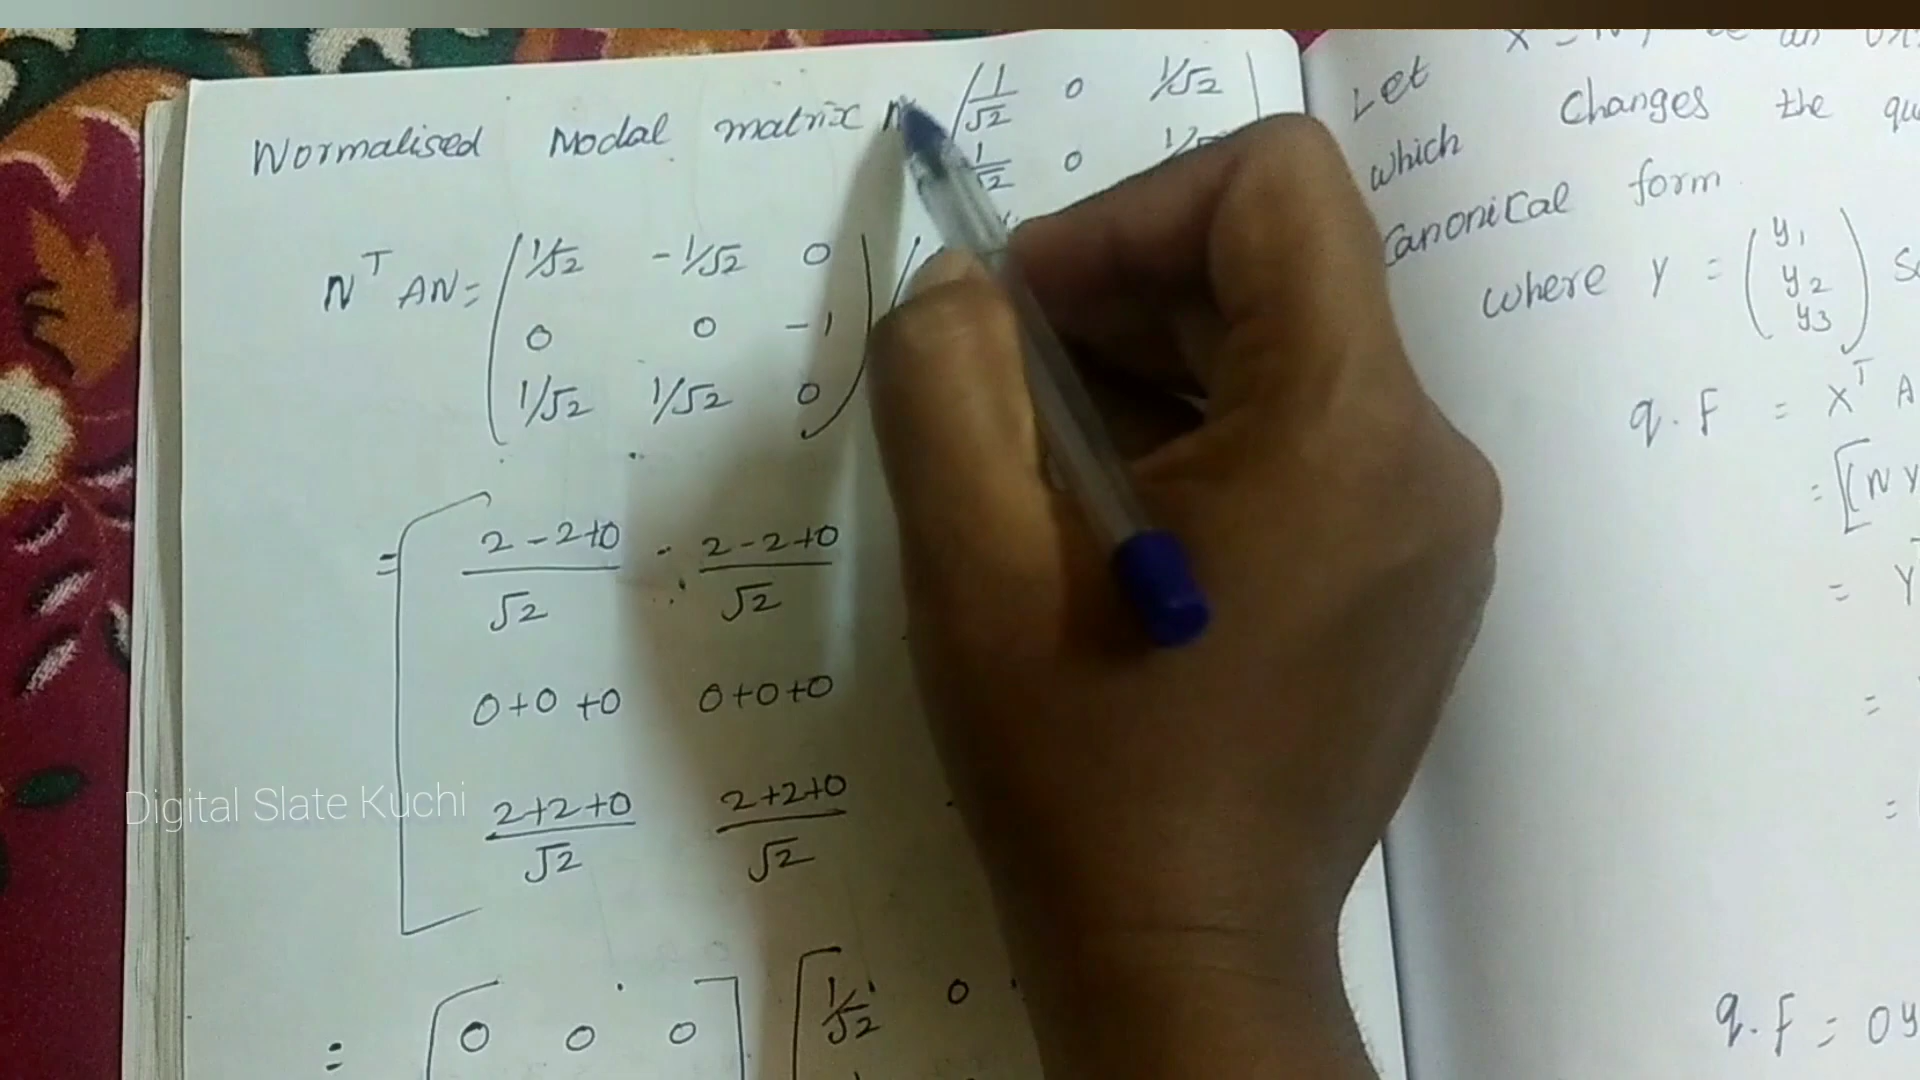 Normalised Modal matrix N
1/√2 0 1/√2
1/√2 0
N^T AN =
1/√2 -1/√2 0
0 0 -1
1/√2 1/√2 0
= (2-2+0)/√2 (2-2+0)/√2
0+0+0 0+0+0
(2+2+0)/√2 (2+2+0)/√2
Digital Slate Kuchi
= [0 0 0] [1/√2 0
Let
which changes the
canonical form
where Y = (y1
y2
y3)
q.F = X^T A
= [(NY
= Y
=
=
q.F = 0y